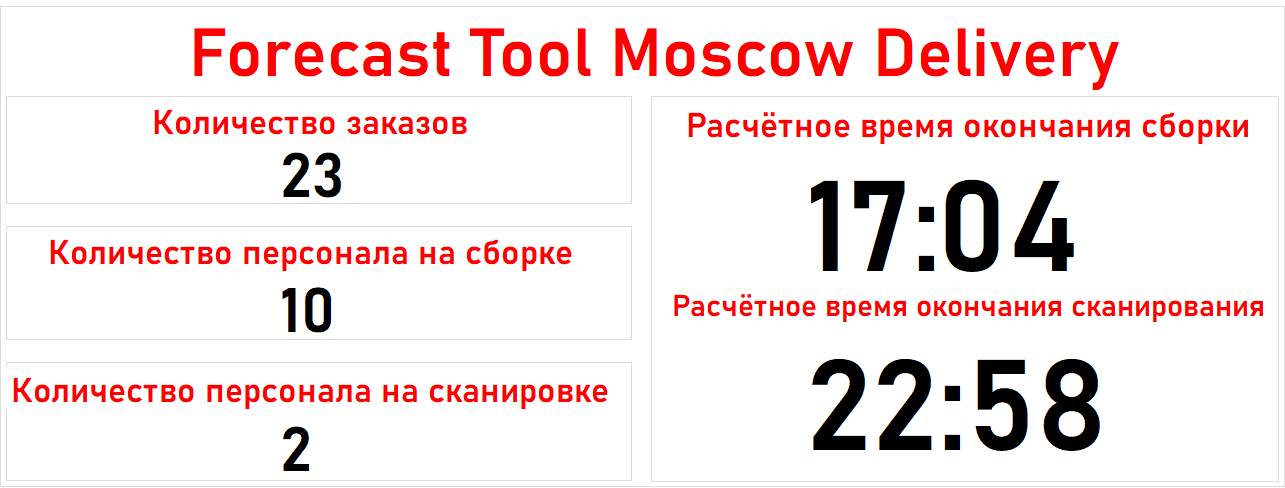 Forecast Tool Moscow Delivery
Количество заказов
23
Количество персонала на сборке
10
Количество персонала на сканировке
2
Расчётное время окончания сборки
17:04
Расчётное время окончания сканирования
22:58